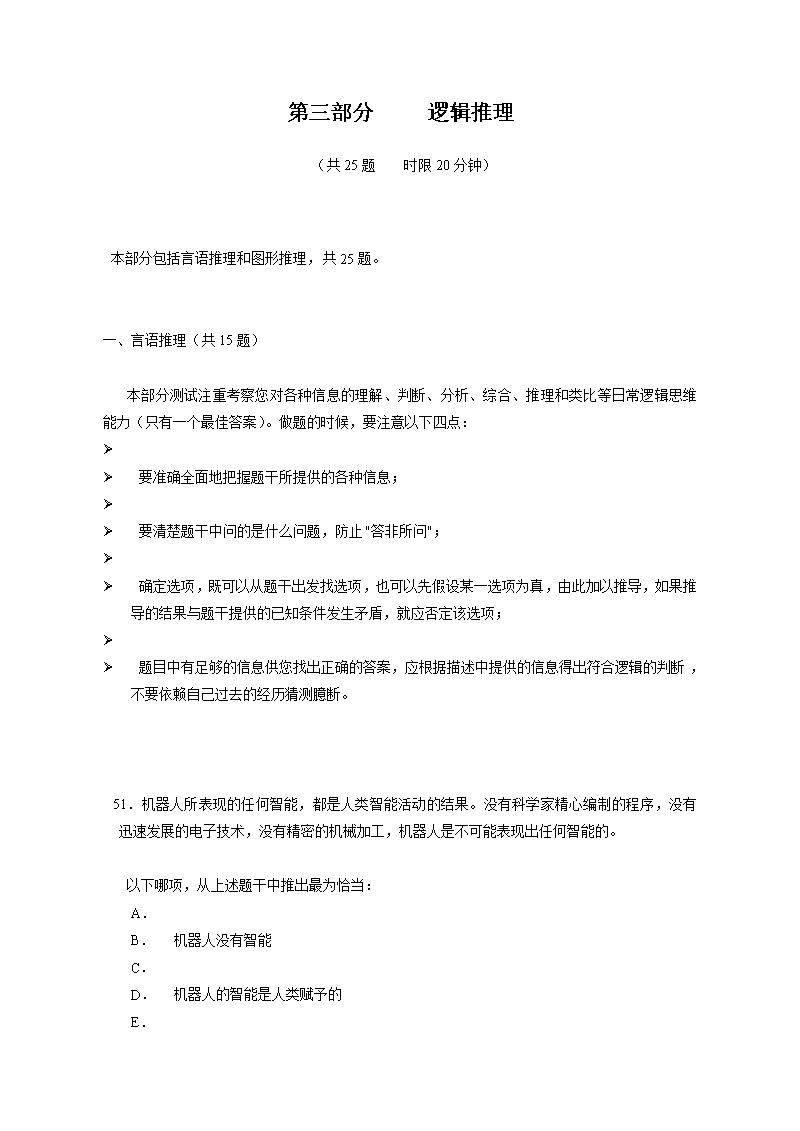 第三部分　　逻辑推理
（共 25 题　　时限 20 分钟）
本部分包括言语推理和图形推理，共 25 题。
一、言语推理（共 15 题）
本部分测试注重考察您对各种信息的理解、判断、分析、综合、推理和类比等日常逻辑思维
能力（只有一个最佳答案）。做题的时候，要注意以下四点：
➢
➢ 要准确全面地把握题干所提供的各种信息；
➢
➢ 要清楚题干中问的是什么问题，防止"答非所问"；
➢
➢ 确定选项，既可以从题干出发找选项，也可以先假设某一选项为真，由此加以推导，如果推
导的结果与题干提供的已知条件发生矛盾，就应否定该选项；
➢
➢ 题目中有足够的信息供您找出正确的答案，应根据描述中提供的信息得出符合逻辑的判断，
不要依赖自己过去的经历猜测臆断。
51．机器人所表现的任何智能，都是人类智能活动的结果。没有科学家精心编制的程序，没有
迅速发展的电子技术，没有精密的机械加工，机器人是不可能表现出任何智能的。
以下哪项，从上述题干中推出最为恰当：
A．
B． 机器人没有智能
C．
D． 机器人的智能是人类赋予的
E．